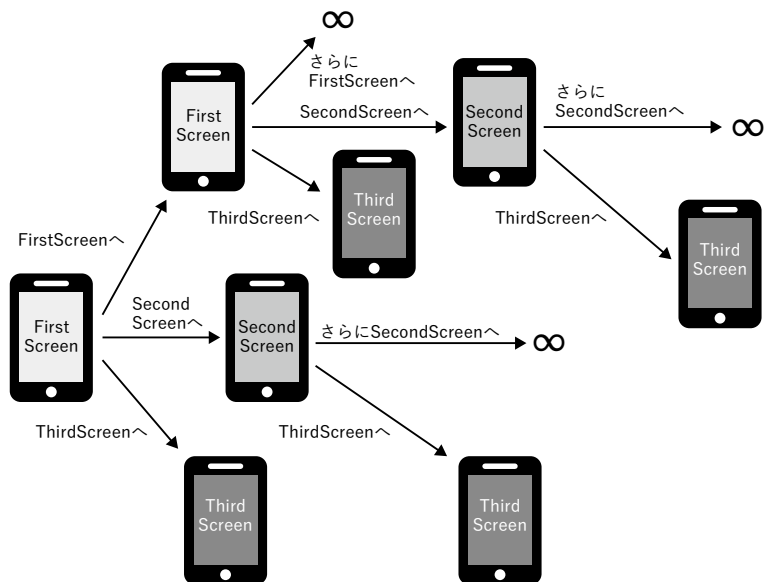 ∞
さらに
FirstScreenへ
First
Screen
SecondScreenへ
Second
Screen
さらに
SecondScreenへ
∞
ThirdScreenへ
Third
Screen
ThirdScreenへ
Third
Screen
FirstScreenへ
First
Screen
Second
Screenへ
Second
Screen
さらにSecondScreenへ
∞
ThirdScreenへ
Third
Screen
ThirdScreenへ
Third
Screen